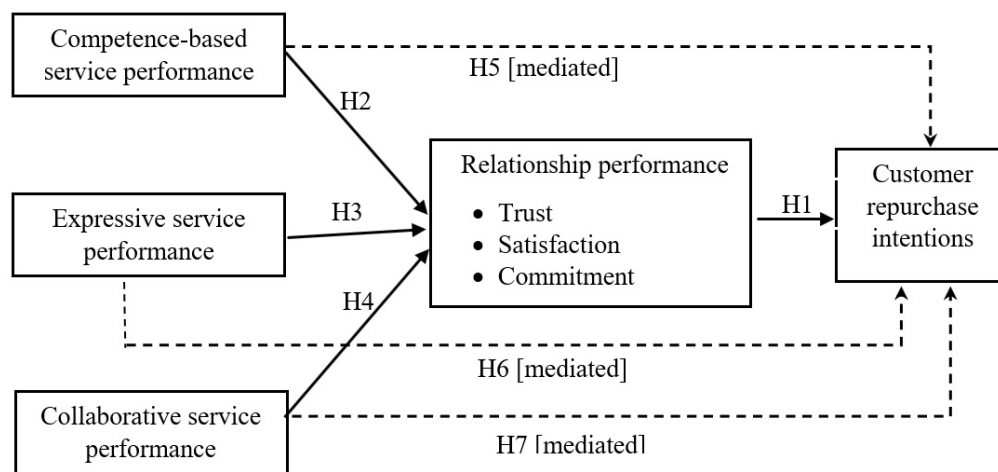 Competence-based
service performance
H5 [mediated]
H2
Relationship performance
• Trust
• Satisfaction
• Commitment
H1
Customer
repurchase
intentions
Expressive service
performance
H3
H4
H6 [mediated]
Collaborative service
performance
H7 [mediated]